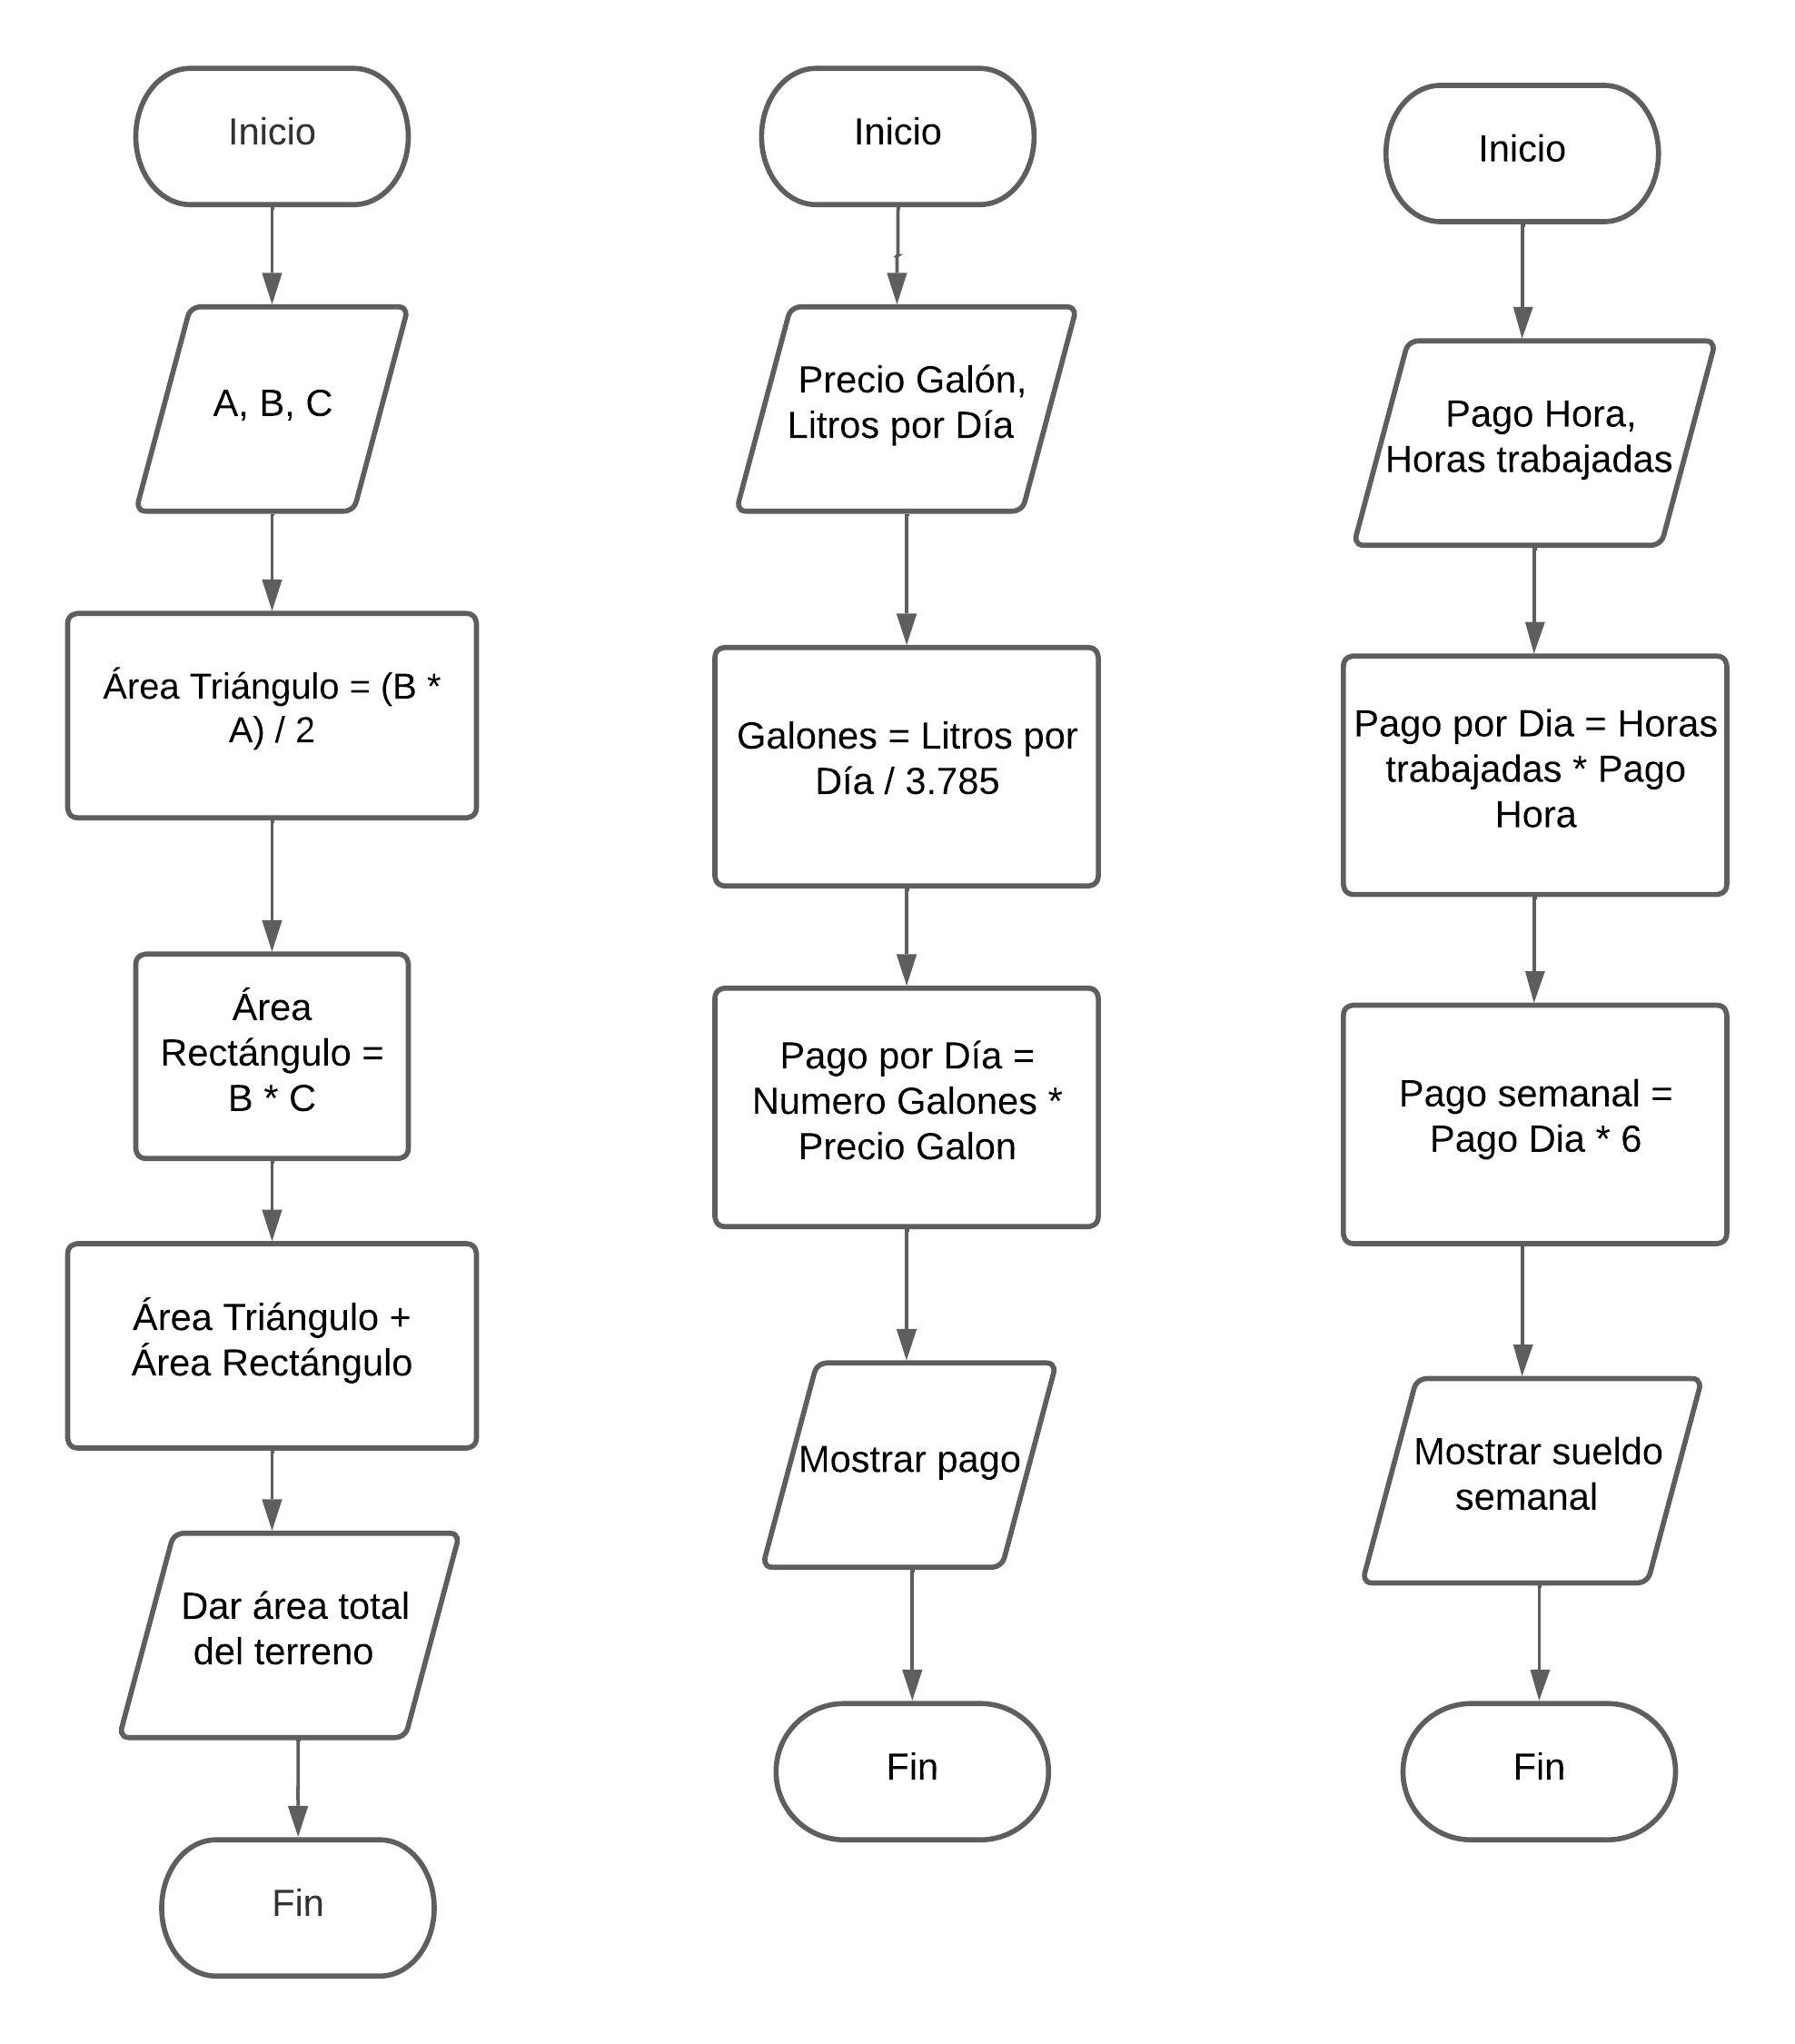 Inicio
A, B, C
Área Triángulo = (B *
A) / 2
Área
Rectángulo =
B * C
Área Triángulo +
Área Rectángulo
Dar área total
del terreno
Fin
Inicio
Precio Galón,
Litros por Día
Galones = Litros por
Día / 3.785
Pago por Día =
Numero Galones *
Precio Galon
Mostrar pago
Fin
Inicio
Pago Hora,
Horas trabajadas
Pago por Dia = Horas
trabajadas * Pago
Hora
Pago semanal =
Pago Dia * 6
Mostrar sueldo
semanal
Fin